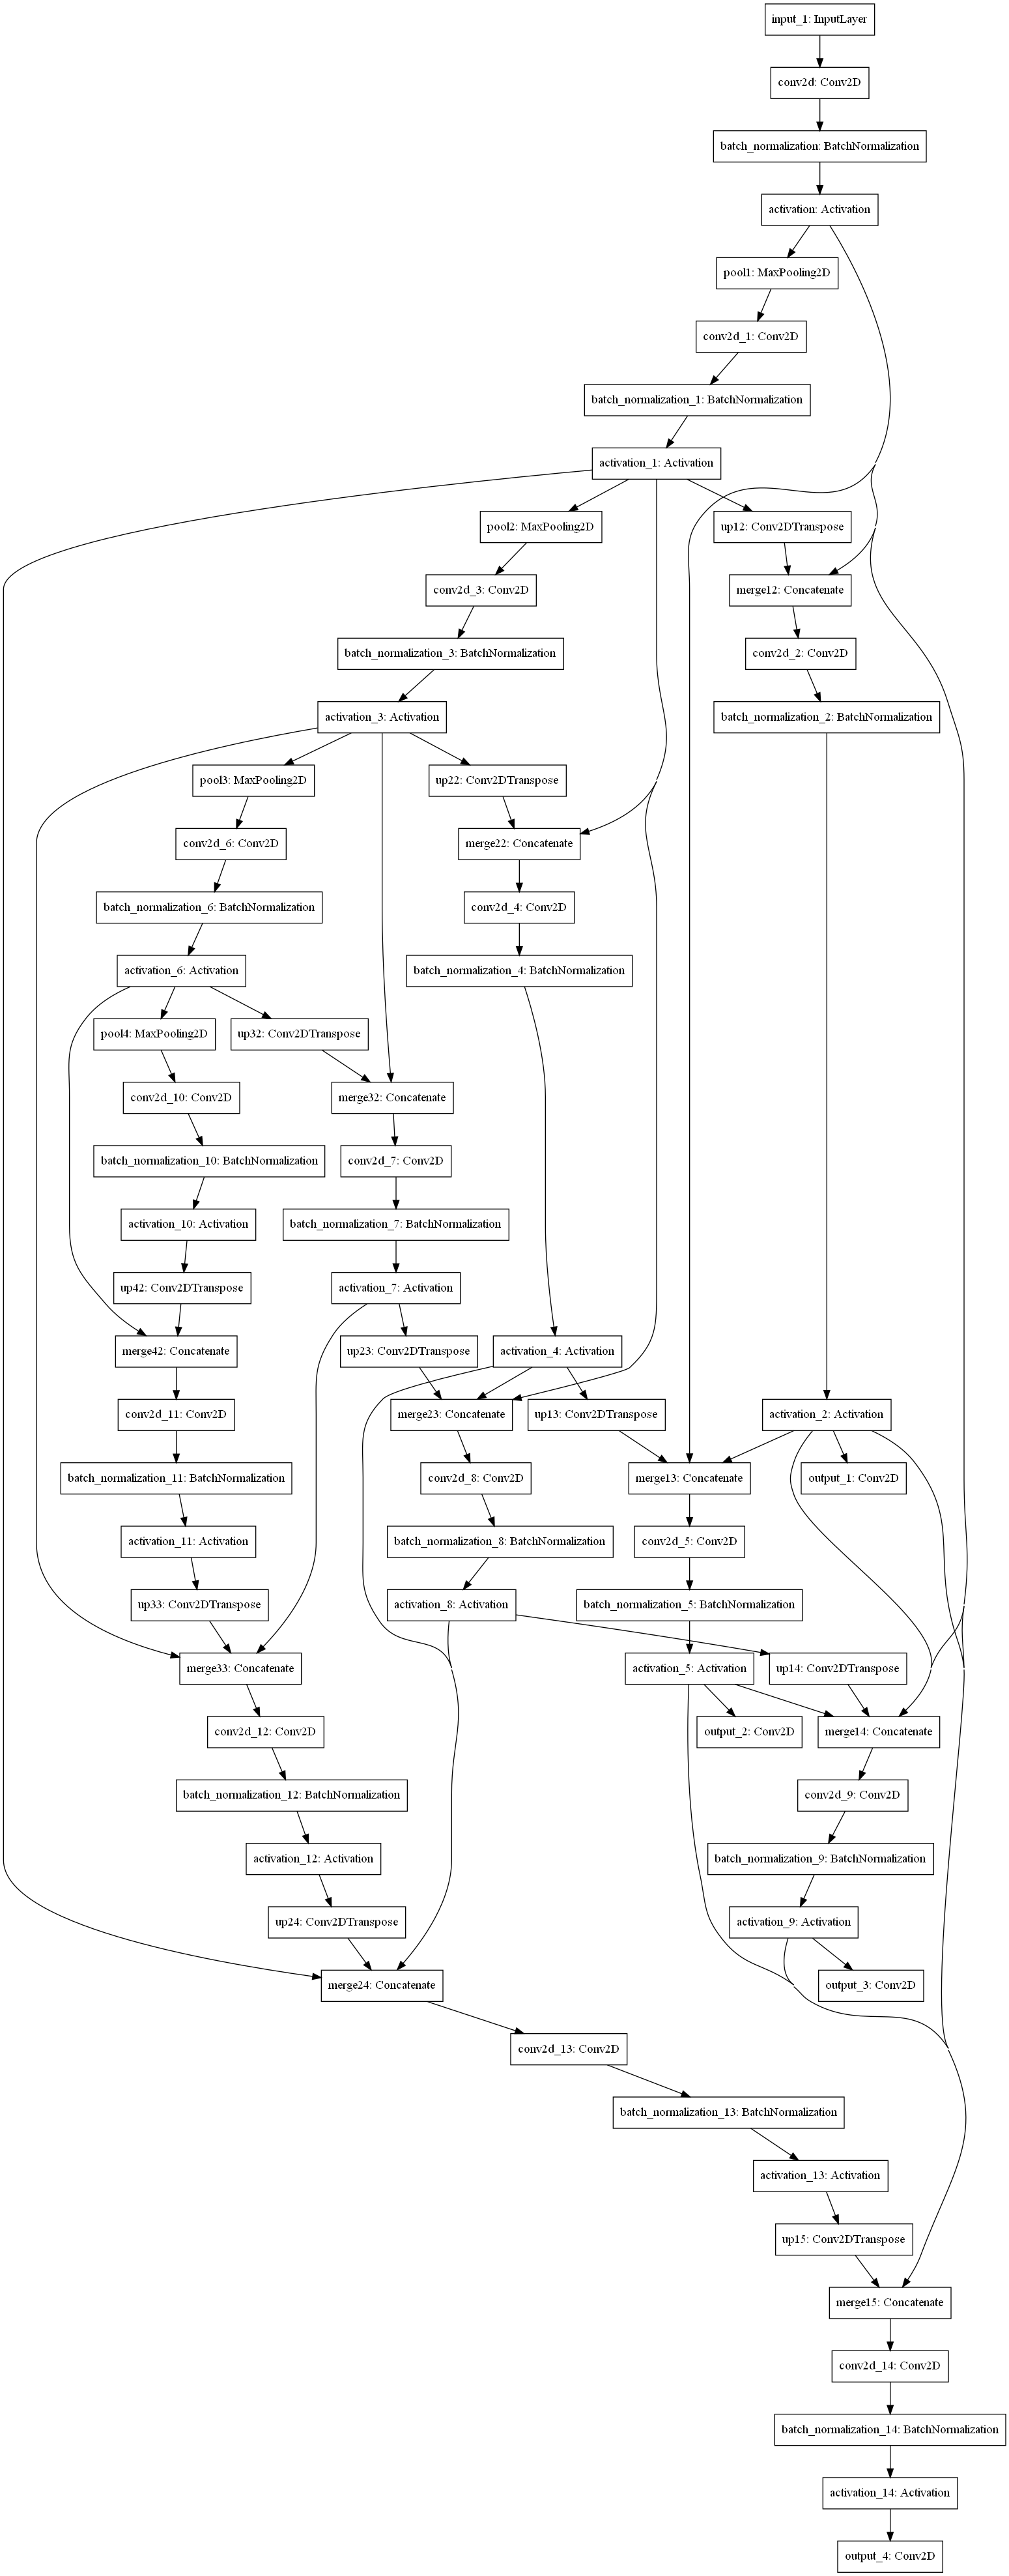 input_1: InputLayer
conv2d: Conv2D
batch_normalization: BatchNormalization
activation: Activation
pool1: MaxPooling2D
conv2d_1: Conv2D
batch_normalization_1: BatchNormalization
activation_1: Activation
pool2: MaxPooling2D
up12: Conv2DTranspose
conv2d_3: Conv2D
merge12: Concatenate
batch_normalization_3: BatchNormalization
conv2d_2: Conv2D
activation_3: Activation
batch_normalization_2: BatchNormalization
pool3: MaxPooling2D
up22: Conv2DTranspose
conv2d_6: Conv2D
merge22: Concatenate
batch_normalization_6: BatchNormalization
conv2d_4: Conv2D
activation_6: Activation
batch_normalization_4: BatchNormalization
pool4: MaxPooling2D
up32: Conv2DTranspose
conv2d_10: Conv2D
merge32: Concatenate
batch_normalization_10: BatchNormalization
conv2d_7: Conv2D
activation_10: Activation
batch_normalization_7: BatchNormalization
up42: Conv2DTranspose
activation_7: Activation
merge42: Concatenate
up23: Conv2DTranspose
activation_4: Activation
conv2d_11: Conv2D
merge23: Concatenate
up13: Conv2DTranspose
activation_2: Activation
batch_normalization_11: BatchNormalization
conv2d_8: Conv2D
merge13: Concatenate
output_1: Conv2D
activation_11: Activation
batch_normalization_8: BatchNormalization
conv2d_5: Conv2D
up33: Conv2DTranspose
activation_8: Activation
batch_normalization_5: BatchNormalization
merge33: Concatenate
activation_5: Activation
up14: Conv2DTranspose
conv2d_12: Conv2D
output_2: Conv2D
merge14: Concatenate
batch_normalization_12: BatchNormalization
conv2d_9: Conv2D
activation_12: Activation
batch_normalization_9: BatchNormalization
up24: Conv2DTranspose
activation_9: Activation
merge24: Concatenate
output_3: Conv2D
conv2d_13: Conv2D
batch_normalization_13: BatchNormalization
activation_13: Activation
up15: Conv2DTranspose
merge15: Concatenate
conv2d_14: Conv2D
batch_normalization_14: BatchNormalization
activation_14: Activation
output_4: Conv2D